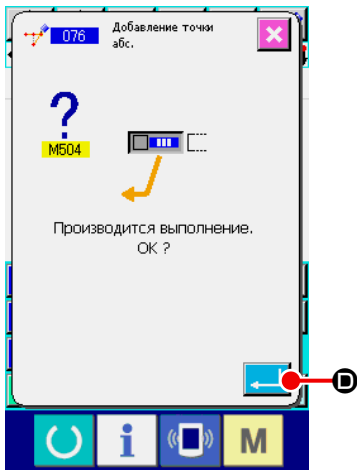 076
Добавление точки
абс.
?
M504
Производится выполнение.
OK ?
D
i
M